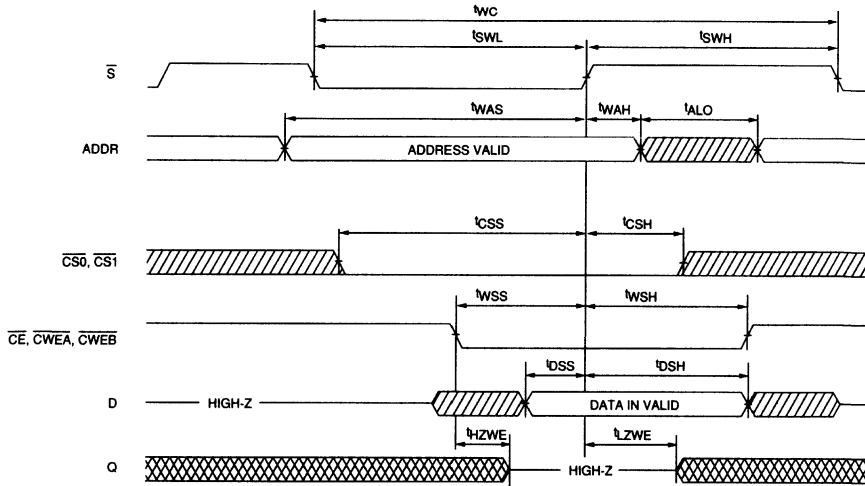 tWC
tSWL tSWH
S
tWAS tWAH tALO
ADDR ADDRESS VALID
tCSS tCSH
CS0, CS1
tWSS tWSH
CE, CWEA, CWEB
tDSS tDSH
D HIGH-Z DATA IN VALID
tHZWE tLZWE
Q HIGH-Z